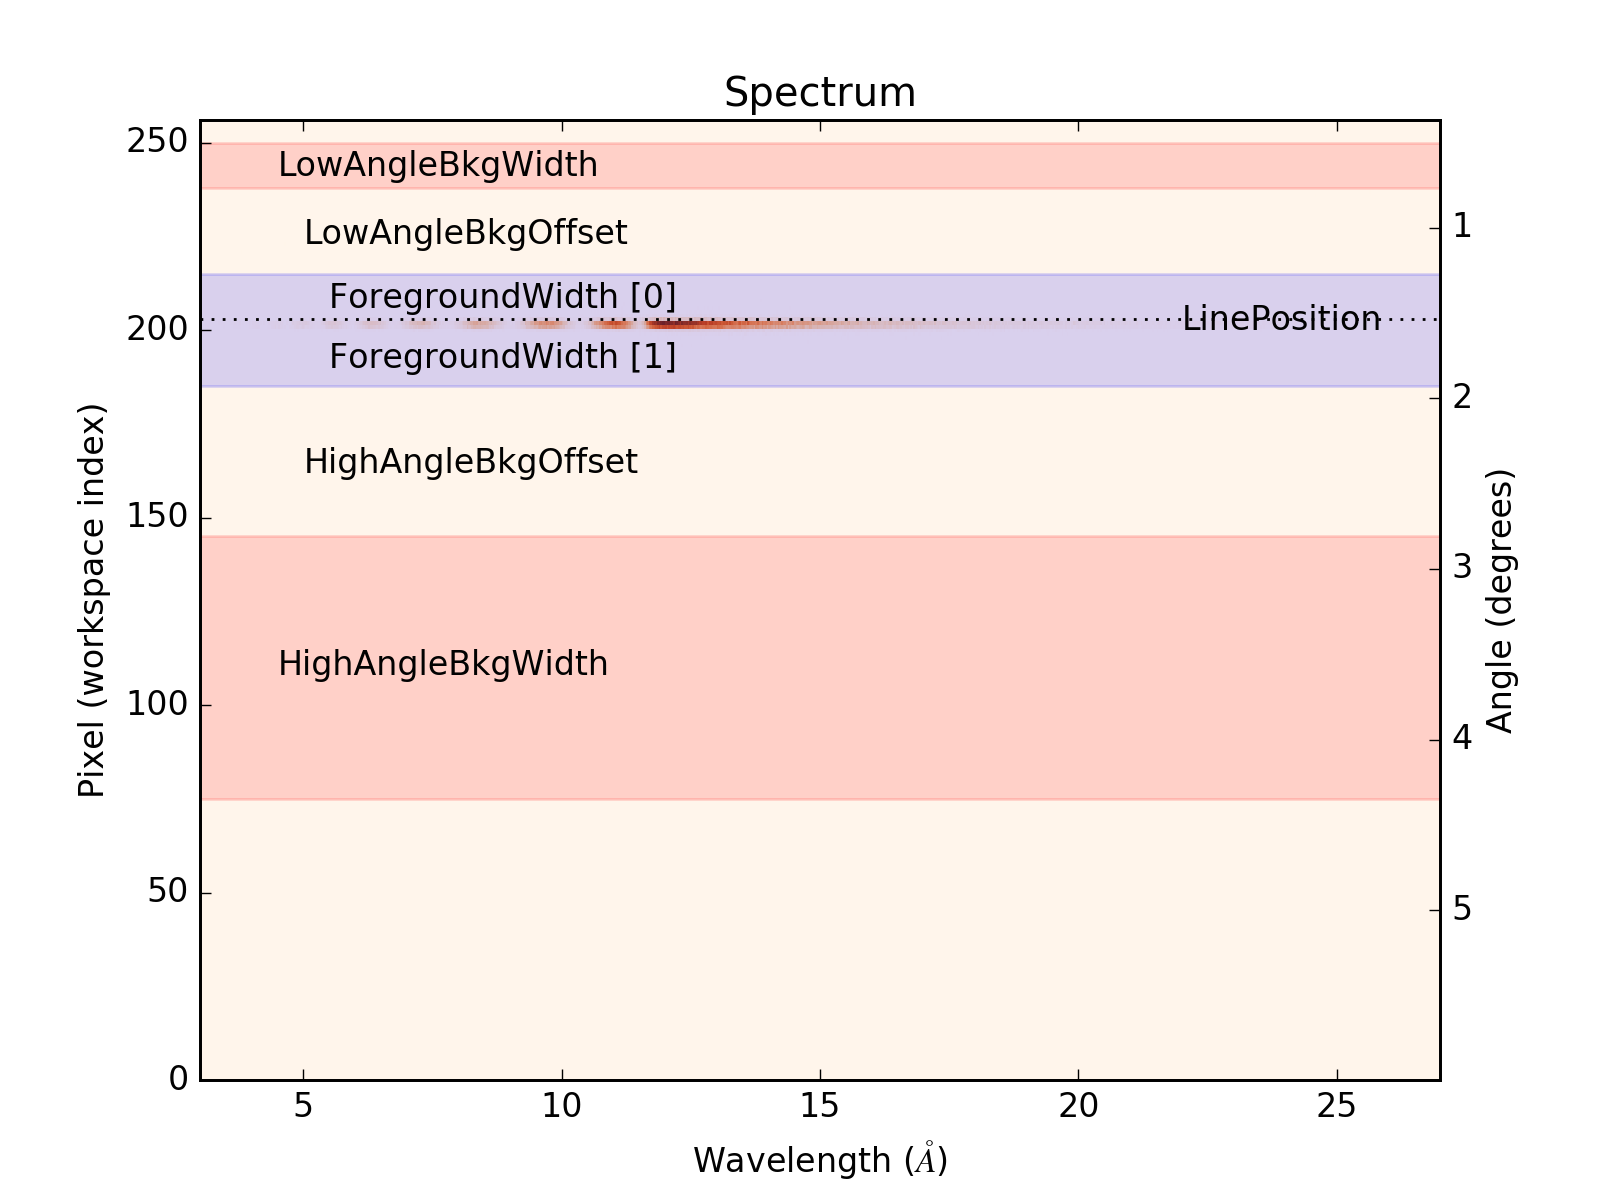 Spectrum
250
LowAngleBkgWidth
LowAngleBkgOffset
1
ForegroundWidth [0]
LinePosition
200
ForegroundWidth [1]
2
HighAngleBkgOffset
150
3
HighAngleBkgWidth
100
4
50
5
0
Pixel (workspace index)
Angle (degrees)
5 10 15 20 25
Wavelength (Å)